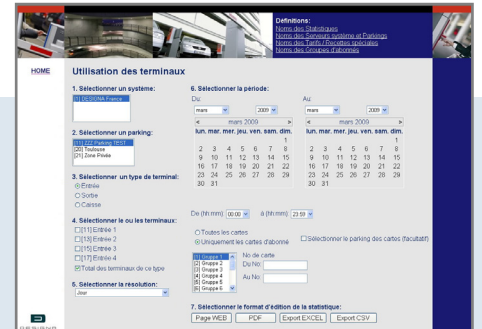 Définitions:
Noms des Statistiques
Noms des Serveurs système et Parkings
Noms des Tarifs / Recettes spéciales
Noms des Groupes d'abonnés
HOME
Utilisation des terminaux
1. Sélectionner un système:
[1] DESIGNA France
2. Sélectionner un parking:
[11] ZZZ Parking TEST
[20] Toulouse
[21] Zone Privée
3. Sélectionner un type de terminal:
Entrée
Sortie
Caisse
4. Sélectionner le ou les terminaux:
[11] Entrée 1
[13] Entrée 2
[15] Entrée 3
[17] Entrée 4
Total des terminaux de ce type
5. Sélectionner la résolution:
Jour
6. Sélectionner la période:
Du: Au:
mars 2009 mars 2009
< mars 2009 > < mars 2009 >
lun. mar. mer. jeu. ven. sam. dim. lun. mar. mer. jeu. ven. sam. dim.
1 1
2 3 4 5 6 7 8 2 3 4 5 6 7 8
9 10 11 12 13 14 15 9 10 11 12 13 14 15
16 17 18 19 20 21 22 16 17 18 19 20 21 22
23 24 25 26 27 28 29 23 24 25 26 27 28 29
30 31 30 31
De (hh:mm) 00:00 à (hh:mm) 23:59
Toutes les cartes
Uniquement les cartes d'abonné
Sélectionner le parking des cartes (facultatif)
[1] Gruppe 1
[2] Gruppe 2
[3] Gruppe 3
[4] Gruppe 4
[5] Gruppe 5
[6] Gruppe 6
No de carte
Du No:
Au No:
7. Sélectionner le format d'édition de la statistique:
Page WEB PDF Export EXCEL Export CSV